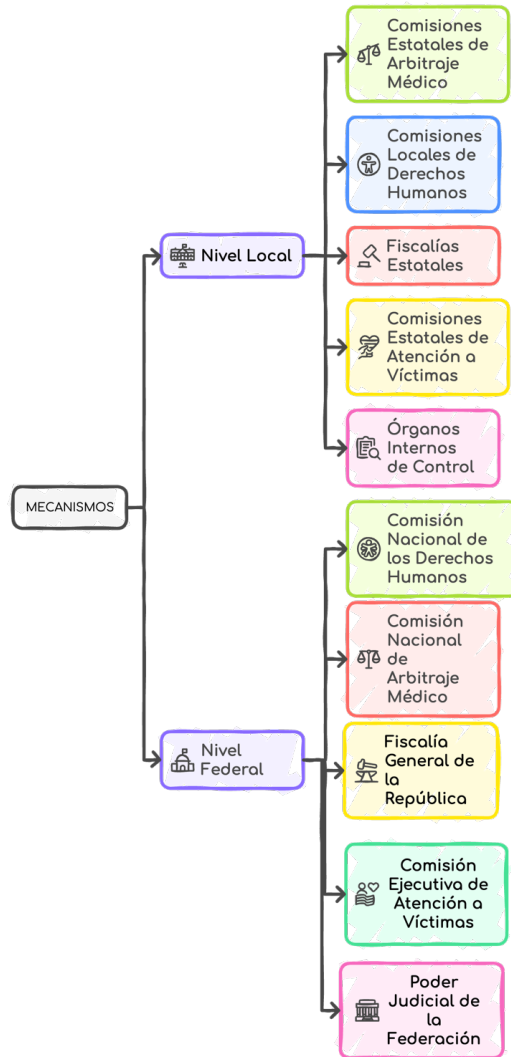 Comisiones
Estatales de
Arbitraje
Médico
Comisiones
Locales de
Derechos
Humanos
Nivel Local
Fiscalías
Estatales
Comisiones
Estatales de
Atención a
Víctimas
Órganos
Internos
de Control
MECANISMOS
Comisión
Nacional de
los Derechos
Humanos
Comisión
Nacional
de
Arbitraje
Médico
Nivel
Federal
Fiscalía
General de
la
República
Comisión
Ejecutiva de
Atención a
Víctimas
Poder
Judicial de
la
Federación